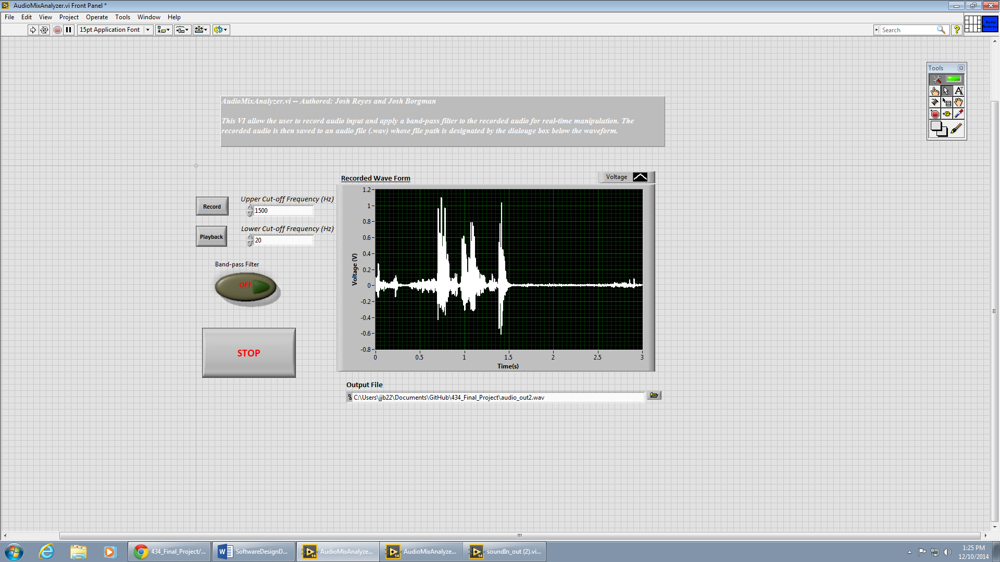 AudioMixAnalyzer.vi Front Panel *
File Edit View Project Operate Tools Window Help
15pt Application Font
Search
?
Audio
Tools
AudioMixAnalyzer.vi -- Authored: Josh Reyes and Josh Borgman
This VI allow the user to record audio input and apply a band-pass filter to the recorded audio for real-time manipulation. The
recorded audio is then saved to an audio file (.wav) whose file path is designated by the dialouge box below the waveform.
Recorded Wave Form
Voltage
Record
Upper Cut-off Frequency (Hz)
1500
Playback
Lower Cut-off Frequency (Hz)
20
Band-pass Filter
OFF
STOP
1.2
1
0.8
0.6
0.4
0.2
0
-0.2
-0.4
-0.6
-0.8
Voltage (V)
0 0.5 1 1.5 2 2.5 3
Time(s)
Output File
C:\Users\jjb22\Documents\GitHub\434_Final_Project\audio_out2.wav
434_Final_Project/...
SoftwareDesignD...
AudioMixAnalyze...
AudioMixAnalyze...
soundIn_out (2).vi...
1:25 PM
12/10/2014